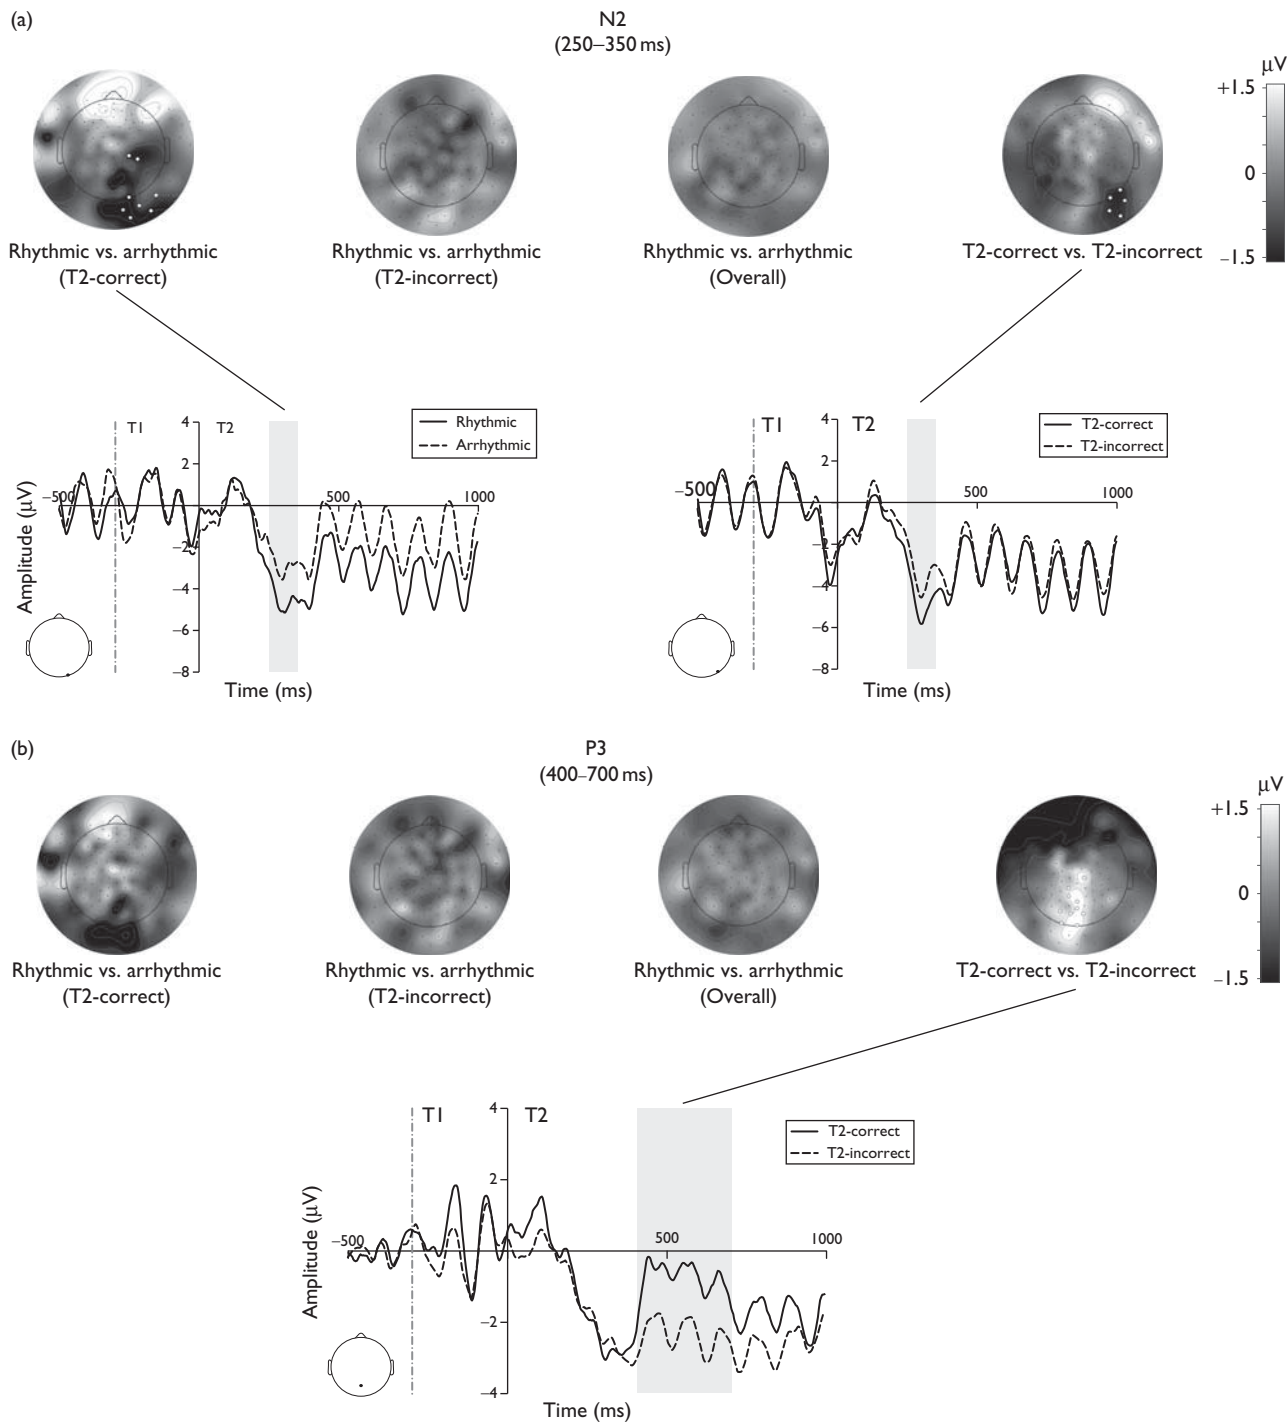 (a)
N2
(250–350 ms)
µV
+1.5
0
−1.5
Rhythmic vs. arrhythmic
(T2-correct)
Rhythmic vs. arrhythmic
(T2-incorrect)
Rhythmic vs. arrhythmic
(Overall)
T2-correct vs. T2-incorrect
T1
T2
4
2
−2
−4
−6
−8
−500
500
1000
Rhythmic
Arrhythmic
Amplitude (µV)
Time (ms)
T1
T2
4
2
−2
−4
−6
−8
−500
500
1000
T2-correct
T2-incorrect
Time (ms)
(b)
P3
(400–700 ms)
µV
+1.5
0
−1.5
Rhythmic vs. arrhythmic
(T2-correct)
Rhythmic vs. arrhythmic
(T2-incorrect)
Rhythmic vs. arrhythmic
(Overall)
T2-correct vs. T2-incorrect
T1
T2
4
2
−2
−4
−500
500
1000
T2-correct
T2-incorrect
Amplitude (µV)
Time (ms)